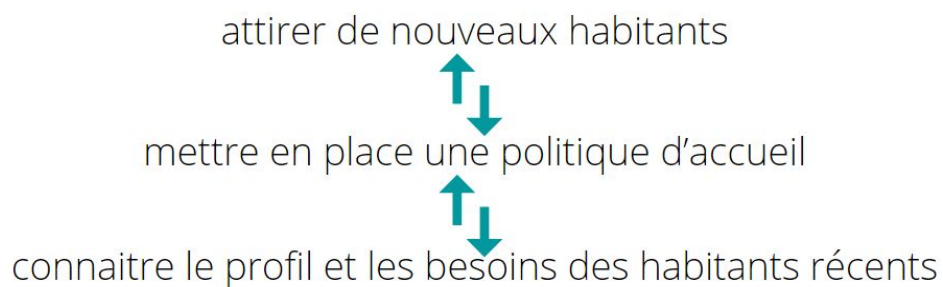 attirer de nouveaux habitants
mettre en place une politique d’accueil
connaitre le profil et les besoins des habitants récents